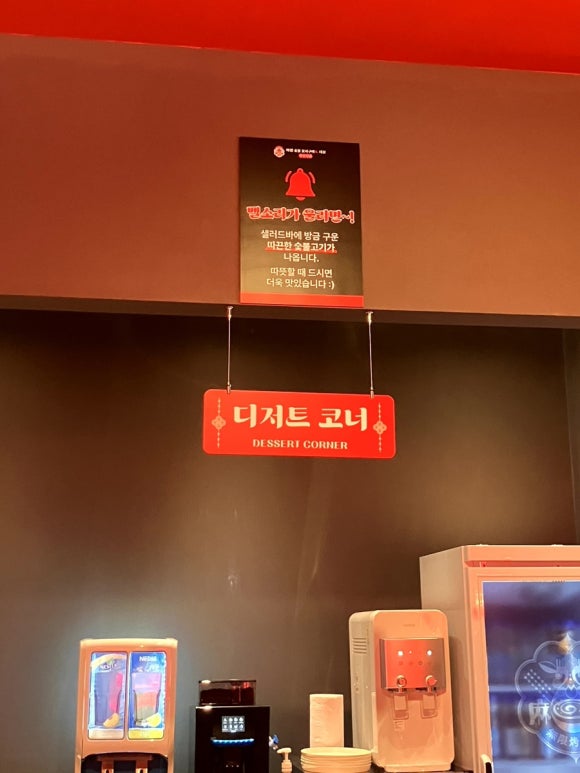 벨소리가 울리면~!
샐러드바에 방금 구운
따끈한 숯불고기가
나옵니다.
따뜻할 때 드시면
더욱 맛있습니다 :)
디저트 코너
DESSERT CORNER